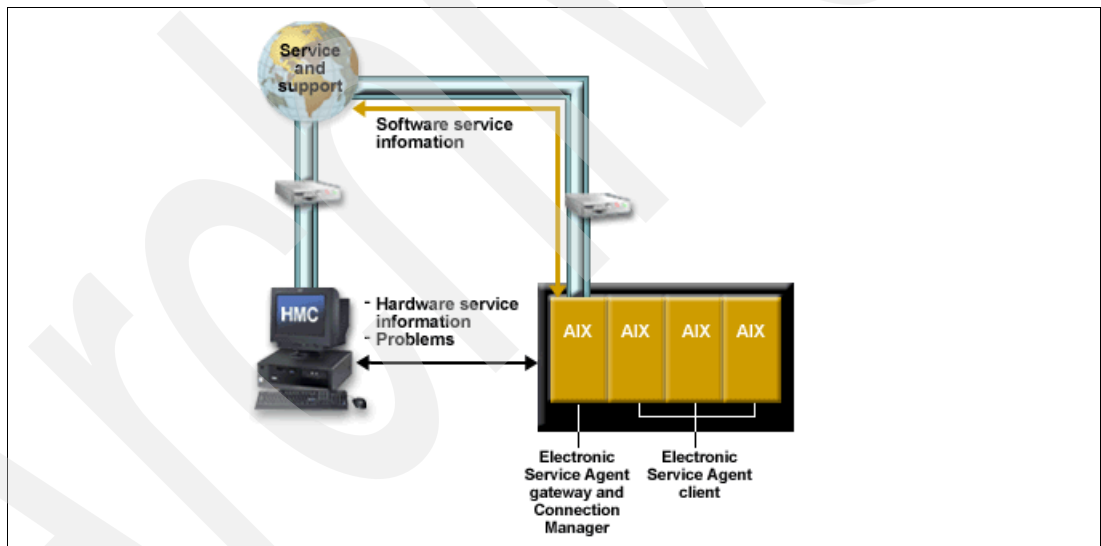 Service
and
support
Software service
infomation
HMC
- Hardware service
information
- Problems
AIX AIX AIX AIX
Electronic
Service Agent
gateway and
Connection
Manager
Electronic
Service Agent
client